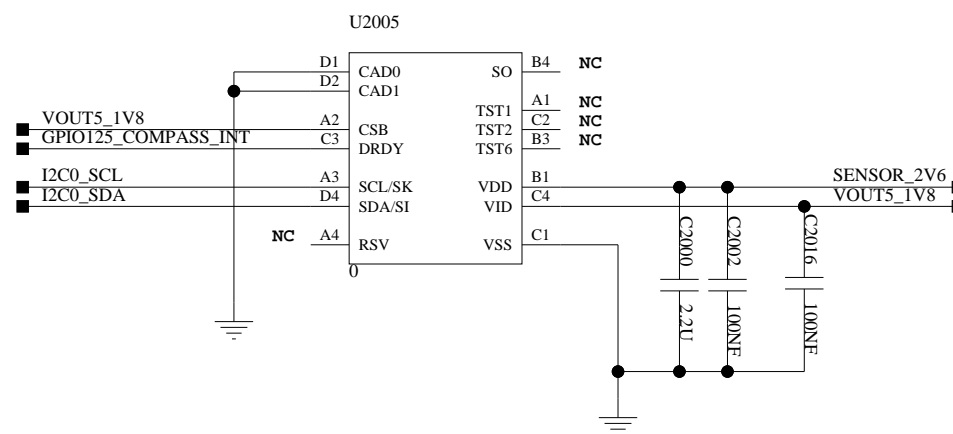 U2005
D1 CAD0 SO B4 NC
D2 CAD1
TST1 A1 NC
VOUT5_1V8 A2 CSB TST2 C2 NC
GPIO125_COMPASS_INT C3 DRDY TST6 B3 NC
I2C0_SCL A3 SCL/SK VDD B1 SENSOR_2V6
I2C0_SDA D4 SDA/SI VID C4 VOUT5_1V8
NC A4 RSV VSS C1
0
C2000
2.2U
C2002
100NF
C2016
100NF